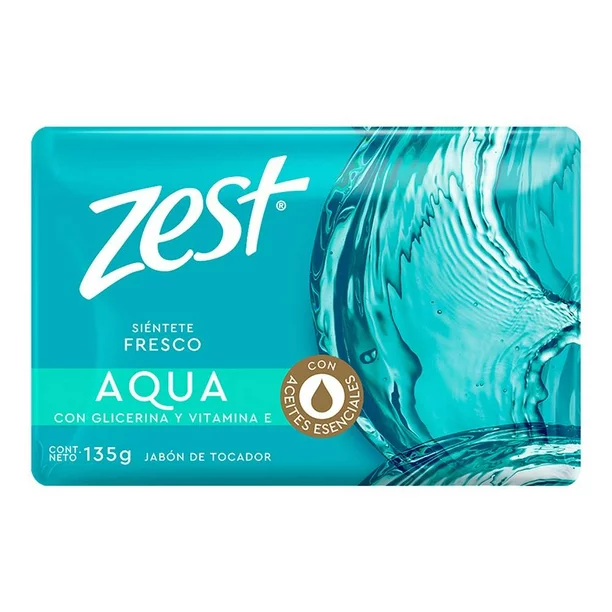 Zest®
SIÉNTETE
FRESCO
AQUA
CON GLICERINA Y VITAMINA E
CON
ACEITES ESENCIALES
CONT.
NETO 135g JABÓN DE TOCADOR